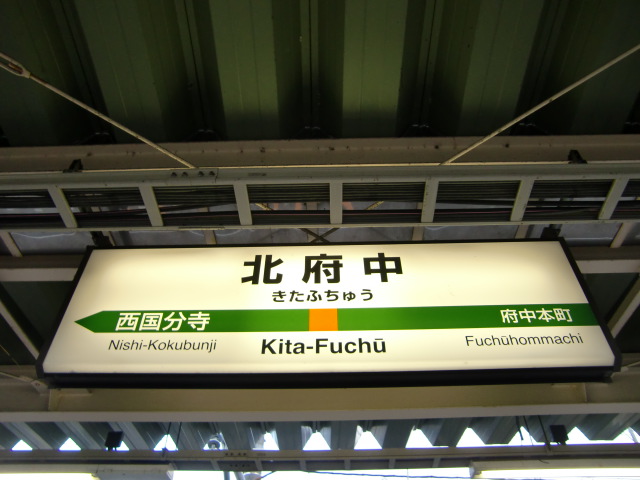 北府中
きたふちゅう
西国分寺
府中本町
Nishi-Kokubunji
Kita-Fuchū
Fuchūhommachi